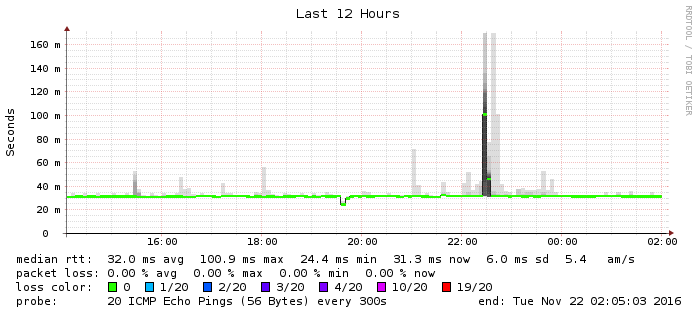 Last 12 Hours
RRDTOOL / TOBI OETIKER
Seconds
160 m
140 m
120 m
100 m
80 m
60 m
40 m
20 m
0
16:00 18:00 20:00 22:00 00:00 02:00
median rtt: 32.0 ms avg 100.9 ms max 24.4 ms min 31.3 ms now 6.0 ms sd 5.4 am/s
packet loss: 0.00 % avg 0.00 % max 0.00 % min 0.00 % now
loss color: 0 1/20 2/20 3/20 4/20 10/20 19/20
probe: 20 ICMP Echo Pings (56 Bytes) every 300s end: Tue Nov 22 02:05:03 2016